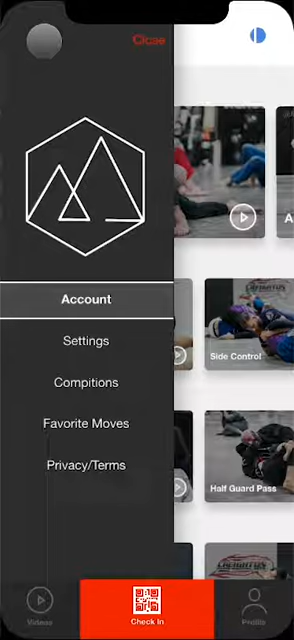 Close
Account
Settings
Compitions
Favorite Moves
Privacy/Terms
A
Side Control
Half Guard Pass
Videos
Check In
Profile